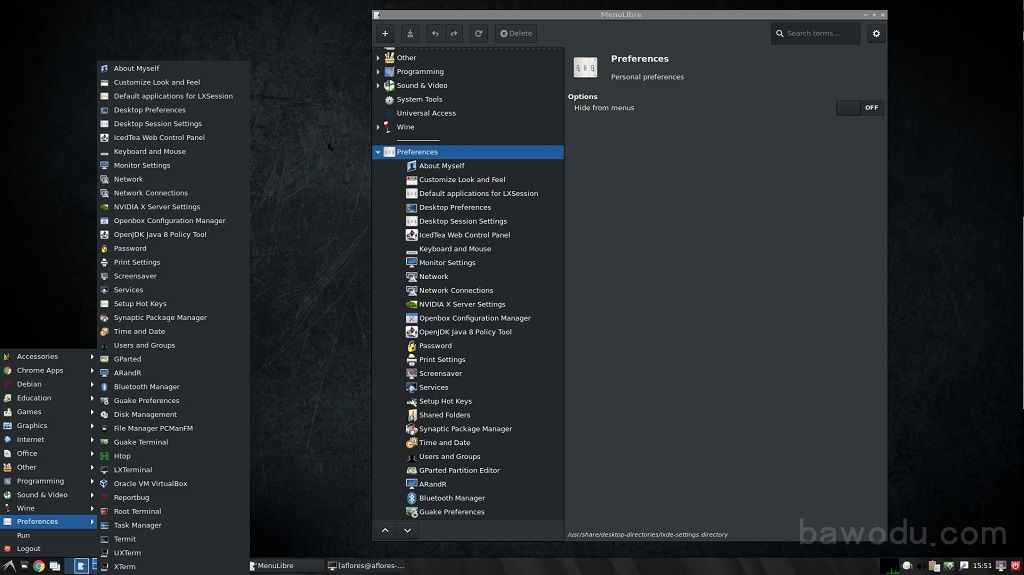 MenuLibre
Delete
Search terms...
Other
Programming
Sound & Video
System Tools
Universal Access
Wine
Preferences
About Myself
Customize Look and Feel
Default applications for LXSession
Desktop Preferences
Desktop Session Settings
IcedTea Web Control Panel
Keyboard and Mouse
Monitor Settings
Network
Network Connections
NVIDIA X Server Settings
Openbox Configuration Manager
OpenJDK Java 8 Policy Tool
Password
Print Settings
Screensaver
Services
Setup Hot Keys
Shared Folders
Synaptic Package Manager
Time and Date
Users and Groups
GParted Partition Editor
ARandR
Bluetooth Manager
Guake Preferences
Preferences
Personal preferences
Options
Hide from menus
OFF
/usr/share/desktop-directories/lxde-settings.directory
About Myself
Customize Look and Feel
Default applications for LXSession
Desktop Preferences
Desktop Session Settings
IcedTea Web Control Panel
Keyboard and Mouse
Monitor Settings
Network
Network Connections
NVIDIA X Server Settings
Openbox Configuration Manager
OpenJDK Java 8 Policy Tool
Password
Print Settings
Screensaver
Services
Setup Hot Keys
Synaptic Package Manager
Time and Date
Users and Groups
GParted
ARandR
Bluetooth Manager
Guake Preferences
Disk Management
File Manager PCManFM
Guake Terminal
Htop
LXTerminal
Oracle VM VirtualBox
Reportbug
Root Terminal
Task Manager
Termit
UXTerm
XTerm
Accessories
Chrome Apps
Debian
Education
Games
Graphics
Internet
Office
Other
Programming
Sound & Video
Wine
Preferences
Run
Logout
MenuLibre
[aflores@aflores-...
15:51
bawodu.com